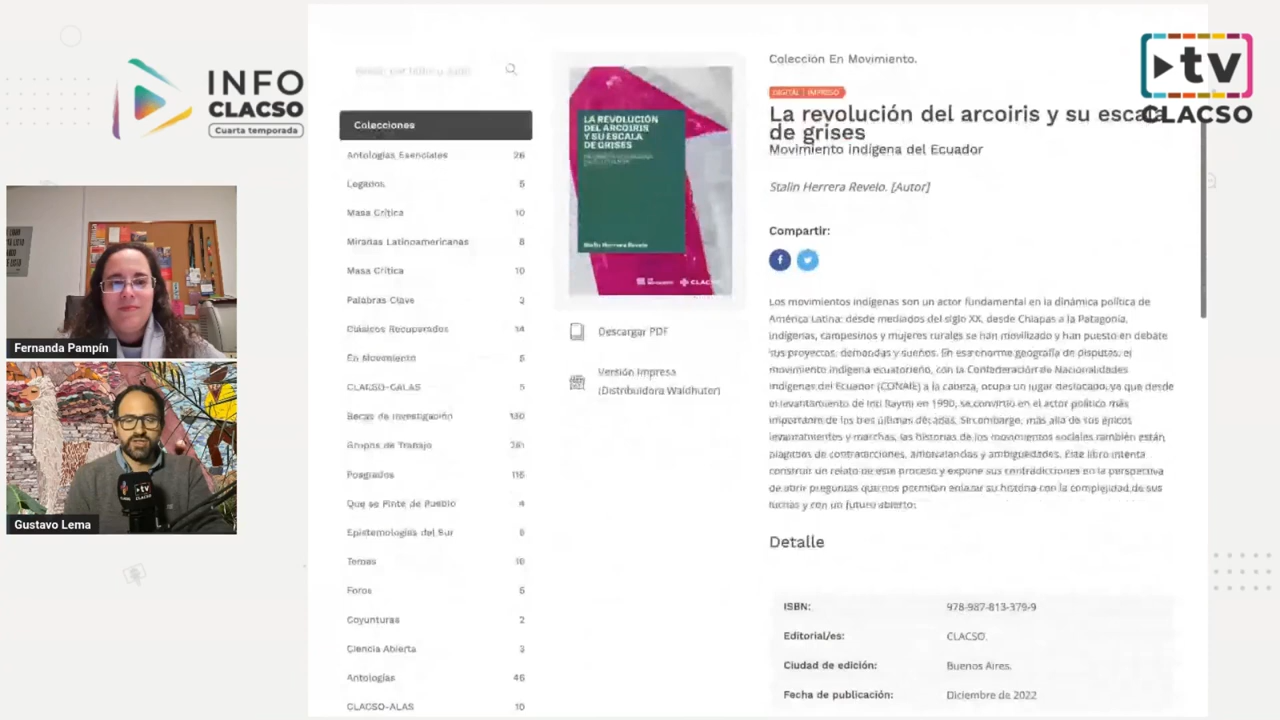 INFO
CLACSO
Cuarta temporada
tv
CLACSO
Fernanda Pampín
tv
Gustavo Lema
Colecciones
Antologías Esenciales 26
Legados 5
Masa Crítica 10
Miradas Latinoamericanas 8
Masa Crítica 10
Palabras Clave 3
Clásicos Recuperados 14
En Movimiento 5
CLACSO-CALAS 5
Becas de Investigación 130
Grupos de Trabajo
Posgrados 115
Que se Pinte de Pueblo 4
Epistemologías del Sur
Temas
Foros 5
Coyunturas 2
Ciencia Abierta 3
Antologías 46
CLACSO-ALAS 10
LA REVOLUCIÓN
DEL ARCOIRIS
Y SU ESCALA
DE GRISES
Stalin Herrera Revelo
CLACSO
Descargar PDF
Versión Impresa
(Distribuidora Waldhuter)
Colección En Movimiento.
DIGITAL | IMPRESO
La revolución del arcoiris y su escala
de grises
Movimiento indígena del Ecuador
Stalin Herrera Revelo. [Autor]
Compartir:
Los movimientos indígenas son un actor fundamental en la dinámica política de
América Latina: desde mediados del siglo XX, desde Chiapas a la Patagonia,
indígenas, campesinos y mujeres rurales se han movilizado y han puesto en debate
sus proyectos, demandas y sueños. En esa enorme geografía de disputas, el
movimiento indígena ecuatoriano, con la Confederación de Nacionalidades
Indígenas del Ecuador (CONAIE) a la cabeza, ocupa un lugar destacado, ya que desde
el levantamiento de Inti Raymi en 1990, se convirtió en el actor político más
importante de las tres últimas décadas. Sin embargo, más allá de sus épicos
levantamientos y marchas, las historias de los movimientos sociales también están
plagadas de contradicciones, ambivalencias y ambigüedades. Este libro intenta
construir un relato de este proceso y expone sus contradicciones en la perspectiva
de abrir preguntas que nos permitan enlazar su historia con la complejidad de sus
luchas y con un futuro abierto.
Detalle
ISBN: 978-987-813-379-9
Editorial/es: CLACSO.
Ciudad de edición: Buenos Aires.
Fecha de publicación: Diciembre de 2022